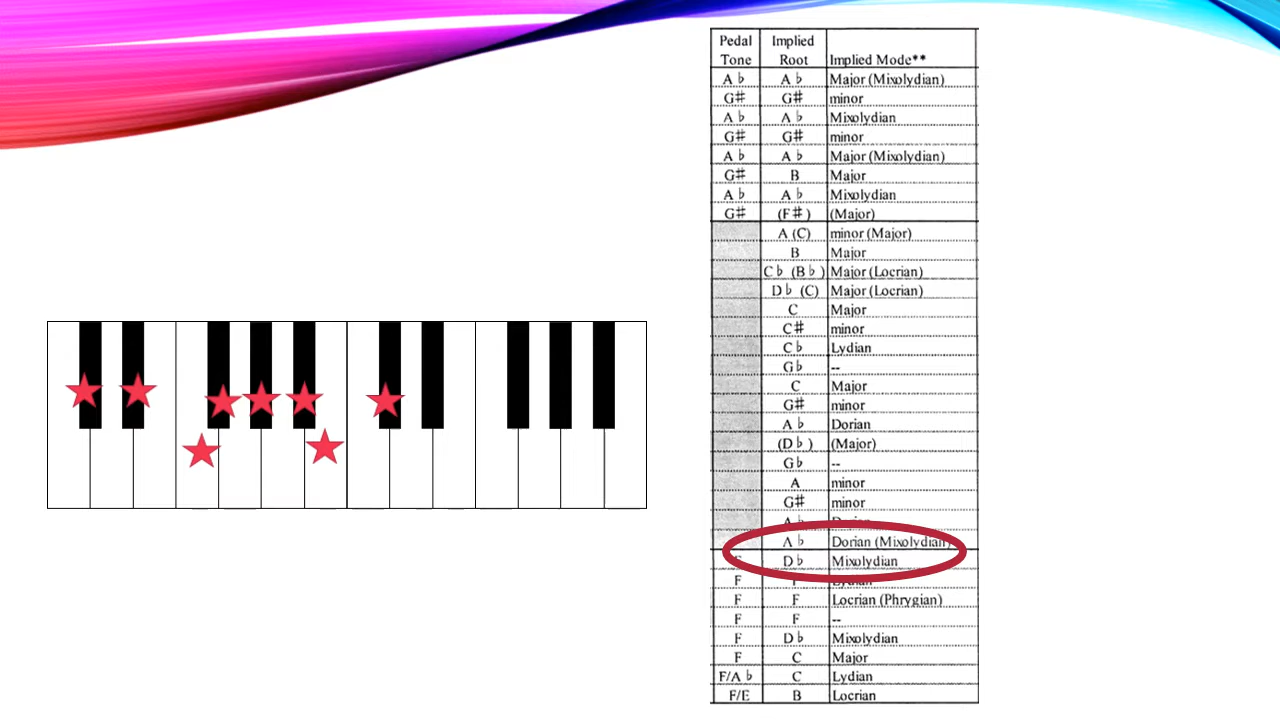 Pedal Implied
Tone Root Implied Mode**
A♭ A♭ Major (Mixolydian)
G# G# minor
A♭ A♭ Mixolydian
G# G# minor
A♭ A♭ Major (Mixolydian)
G# B Major
A♭ A♭ Mixolydian
G# (F#) (Major)
A (C) minor (Major)
B Major
C♭ (B♭) Major (Locrian)
D♭ (C) Major (Locrian)
C Major
C# minor
C♭ Lydian
G♭ --
C Major
G# minor
A♭ Dorian
(D♭) (Major)
G♭ --
A minor
G# minor
A♭ Dorian
A♭ Dorian (Mixolydian)
F D♭ Mixolydian
F F Lydian
F F Locrian (Phrygian)
F F --
F D♭ Mixolydian
F C Major
F/A♭ C Lydian
F/E B Locrian